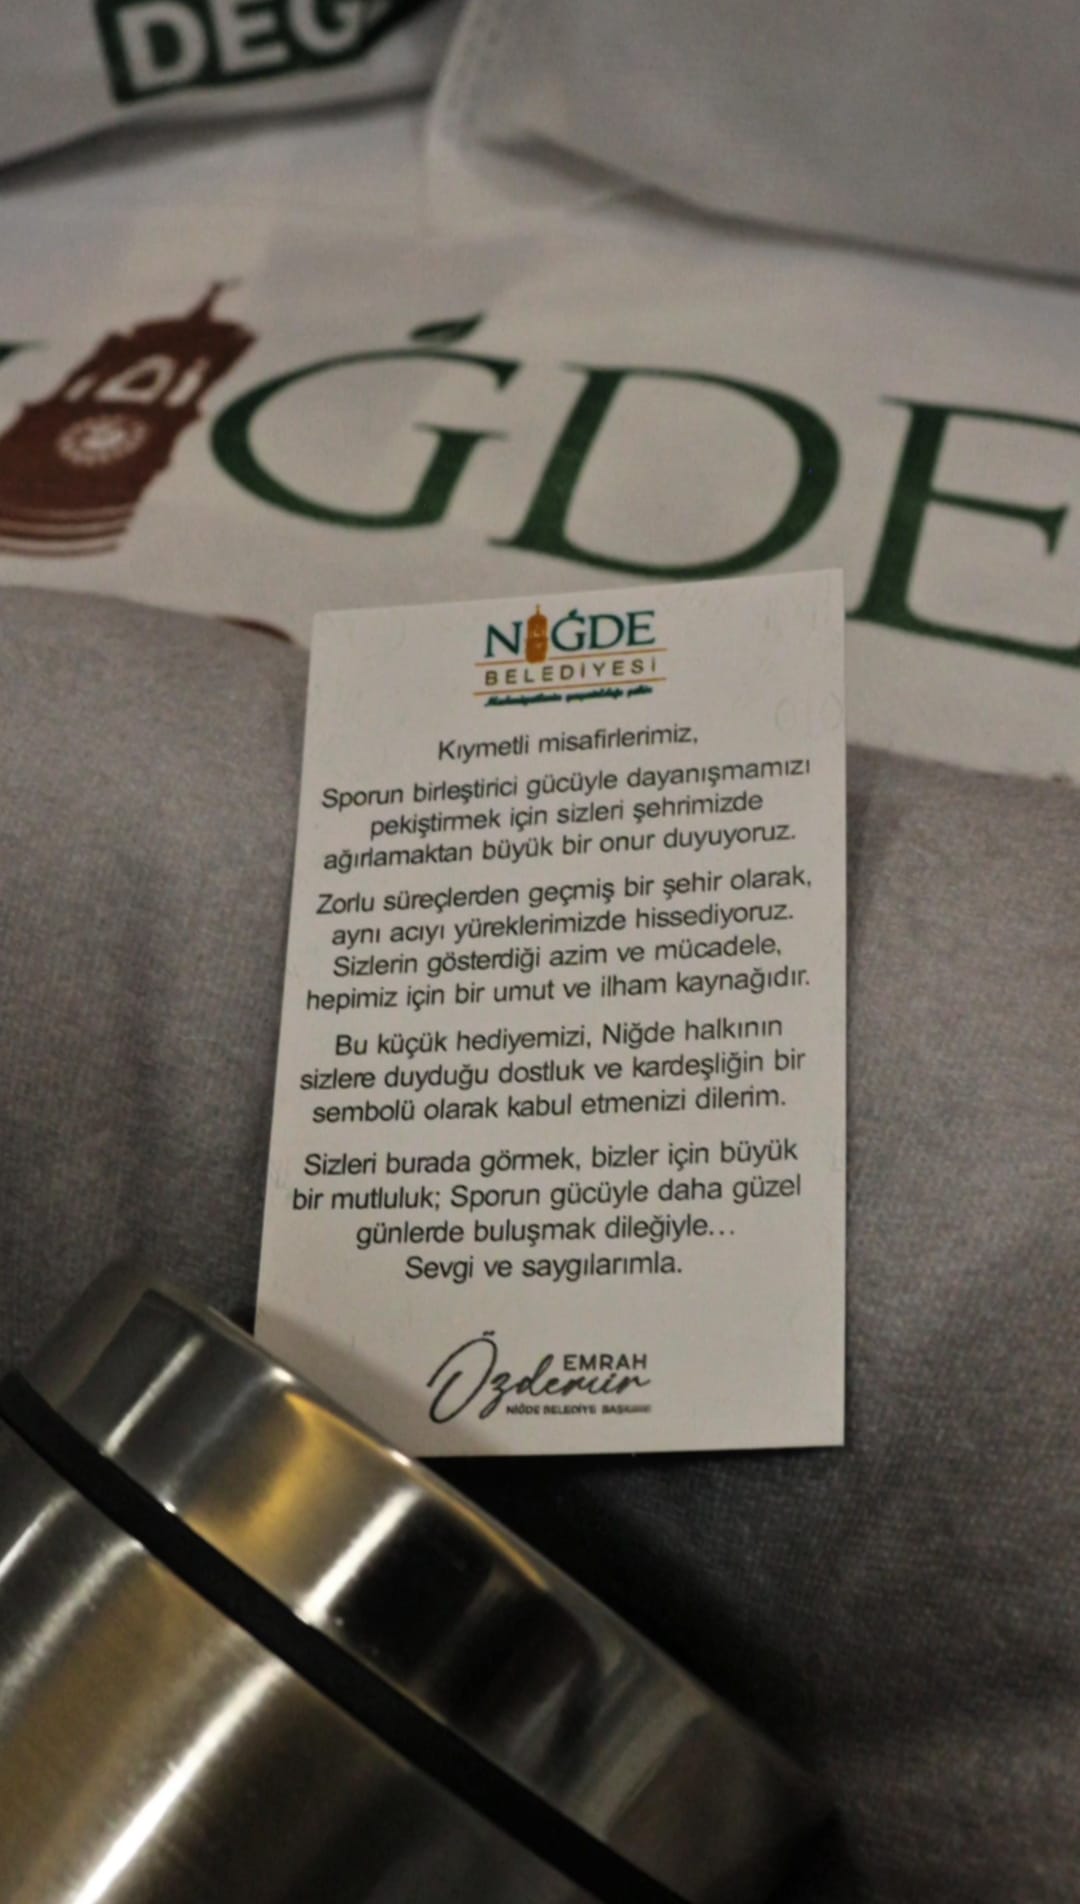 DEĞ
NİĞDE
NİĞDE
BELEDİYESİ
Kıymetli misafirlerimiz,
Sporun birleştirici gücüyle dayanışmamızı
pekiştirmek için sizleri şehrimizde
ağırlamaktan büyük bir onur duyuyoruz.
Zorlu süreçlerden geçmiş bir şehir olarak,
aynı acıyı yüreklerimizde hissediyoruz.
Sizlerin gösterdiği azim ve mücadele,
hepimiz için bir umut ve ilham kaynağıdır.
Bu küçük hediyemizi, Niğde halkının
sizlere duyduğu dostluk ve kardeşliğin bir
sembolü olarak kabul etmenizi dilerim.
Sizleri burada görmek, bizler için büyük
bir mutluluk; Sporun gücüyle daha güzel
günlerde buluşmak dileğiyle...
Sevgi ve saygılarımla.
EMRAH
Özdemir
NİĞDE BELEDİYE BAŞKANI